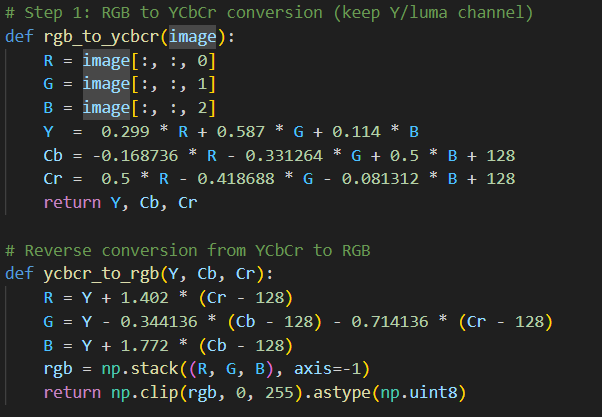 # Step 1: RGB to YCbCr conversion (keep Y/luma channel)
def rgb_to_ycbcr(image):
    R = image[:, :, 0]
    G = image[:, :, 1]
    B = image[:, :, 2]
    Y  =  0.299 * R + 0.587 * G + 0.114 * B
    Cb = -0.168736 * R - 0.331264 * G + 0.5 * B + 128
    Cr =  0.5 * R - 0.418688 * G - 0.081312 * B + 128
    return Y, Cb, Cr

# Reverse conversion from YCbCr to RGB
def ycbcr_to_rgb(Y, Cb, Cr):
    R = Y + 1.402 * (Cr - 128)
    G = Y - 0.344136 * (Cb - 128) - 0.714136 * (Cr - 128)
    B = Y + 1.772 * (Cb - 128)
    rgb = np.stack((R, G, B), axis=-1)
    return np.clip(rgb, 0, 255).astype(np.uint8)